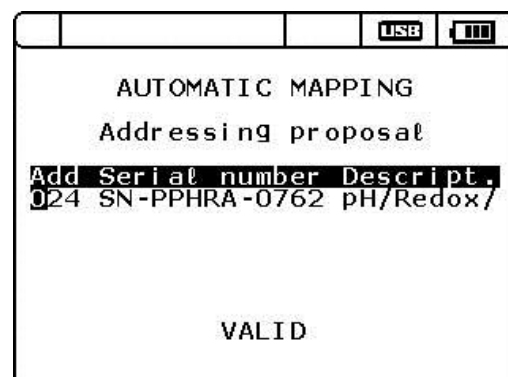 USB
AUTOMATIC MAPPING
Addressing proposal
Add Serial number Descript.
024 SN-PPHRA-0762 pH/Redox/
VALID